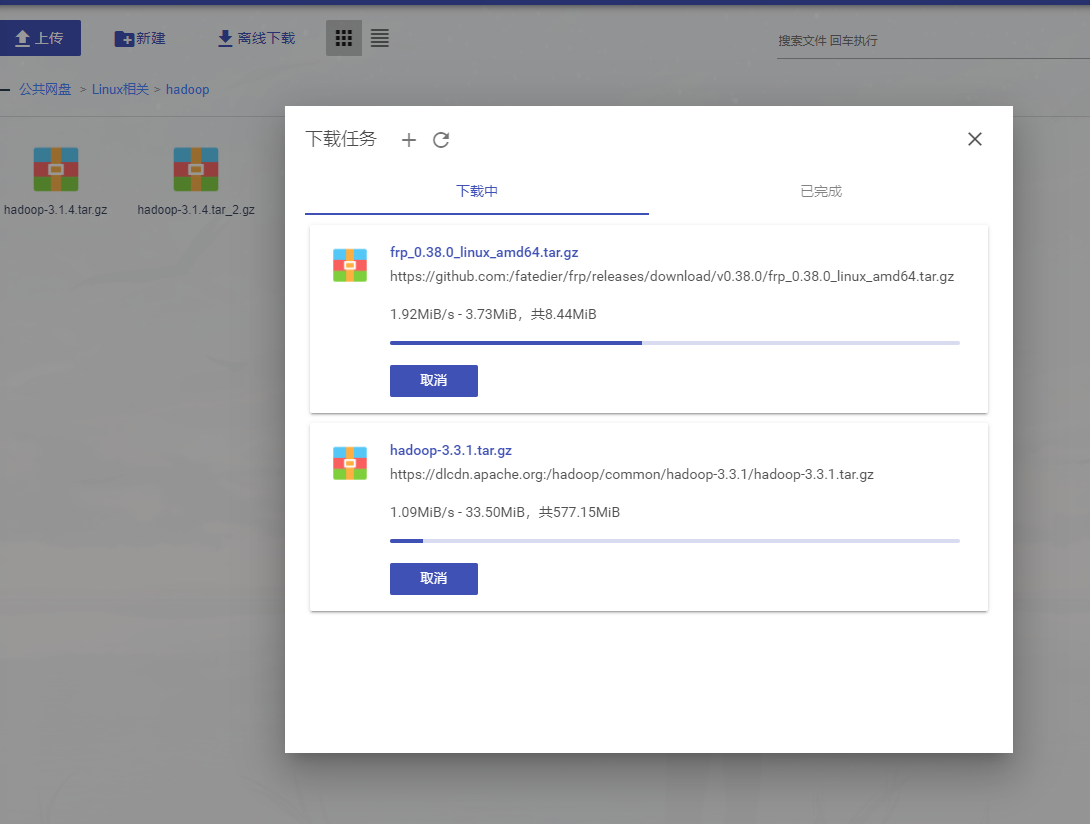 上传
新建
离线下载
搜索文件 回车执行
公共网盘 > Linux相关 > hadoop
hadoop-3.1.4.tar.gz
hadoop-3.1.4.tar_2.gz
下载任务
下载中
已完成
frp_0.38.0_linux_amd64.tar.gz
https://github.com:/fatedier/frp/releases/download/v0.38.0/frp_0.38.0_linux_amd64.tar.gz
1.92MiB/s - 3.73MiB，共8.44MiB
取消
hadoop-3.3.1.tar.gz
https://dlcdn.apache.org:/hadoop/common/hadoop-3.3.1/hadoop-3.3.1.tar.gz
1.09MiB/s - 33.50MiB，共577.15MiB
取消